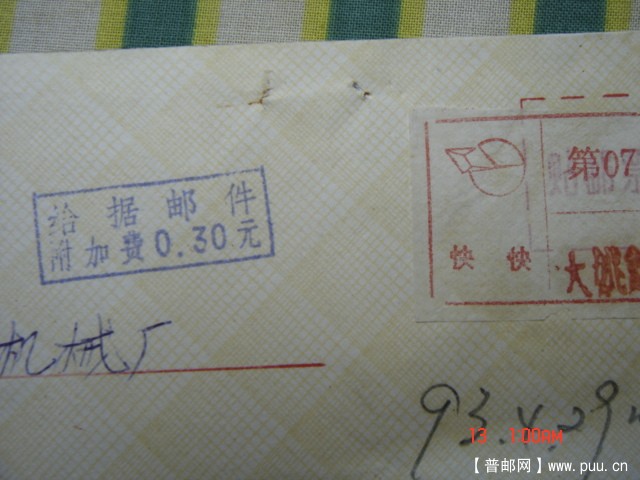 给据邮件
附加费0.30元
第07
快 快
机械厂
93.4.29
13 1:00AM
【普邮网】www.puu.cn